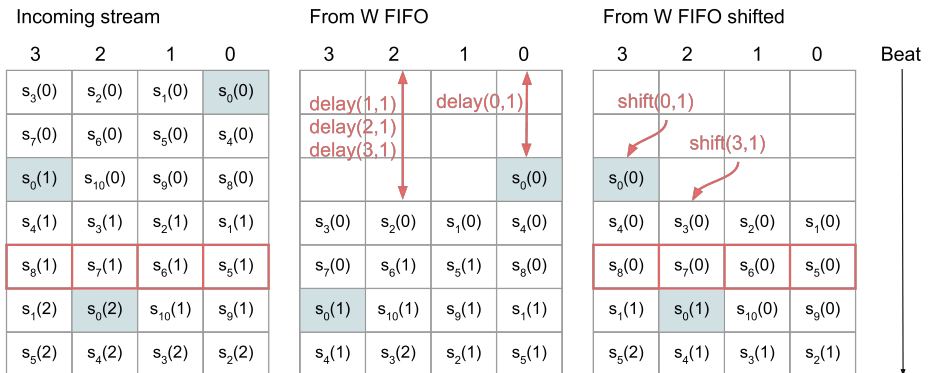 Incoming stream From W FIFO From W FIFO shifted
3 2 1 0 3 2 1 0 3 2 1 0 Beat
s₃(0) s₂(0) s₁(0) s₀(0)
delay(1,1) delay(0,1) shift(0,1)
s₇(0) s₆(0) s₅(0) s₄(0) delay(2,1)
delay(3,1) shift(3,1)
s₀(1) s₁₀(0) s₉(0) s₈(0) s₀(0) s₀(0)
s₄(1) s₃(1) s₂(1) s₁(1) s₃(0) s₂(0) s₁(0) s₄(0) s₄(0) s₃(0) s₂(0) s₁(0)
s₈(1) s₇(1) s₆(1) s₅(1) s₇(0) s₆(1) s₅(1) s₈(0) s₈(0) s₇(0) s₆(0) s₅(0)
s₁(2) s₀(2) s₁₀(1) s₉(1) s₀(1) s₁₀(1) s₉(1) s₁(1) s₁(1) s₀(1) s₁₀(0) s₉(0)
s₅(2) s₄(2) s₃(2) s₂(2) s₄(1) s₃(2) s₂(1) s₅(1) s₅(2) s₄(1) s₃(1) s₂(1)